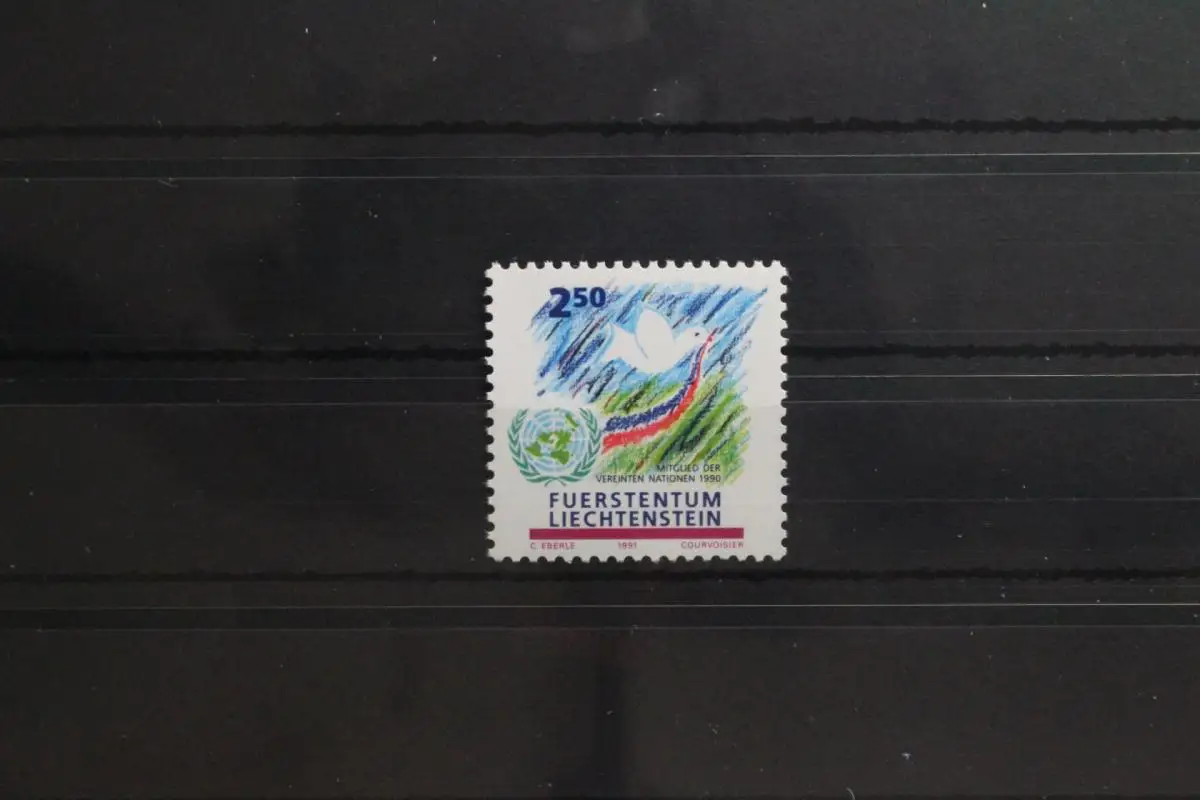 2.50
MITGLIED DER
VEREINTEN NATIONEN 1990
FUERSTENTUM
LIECHTENSTEIN
C. EBERLE 1991 COURVOISIER